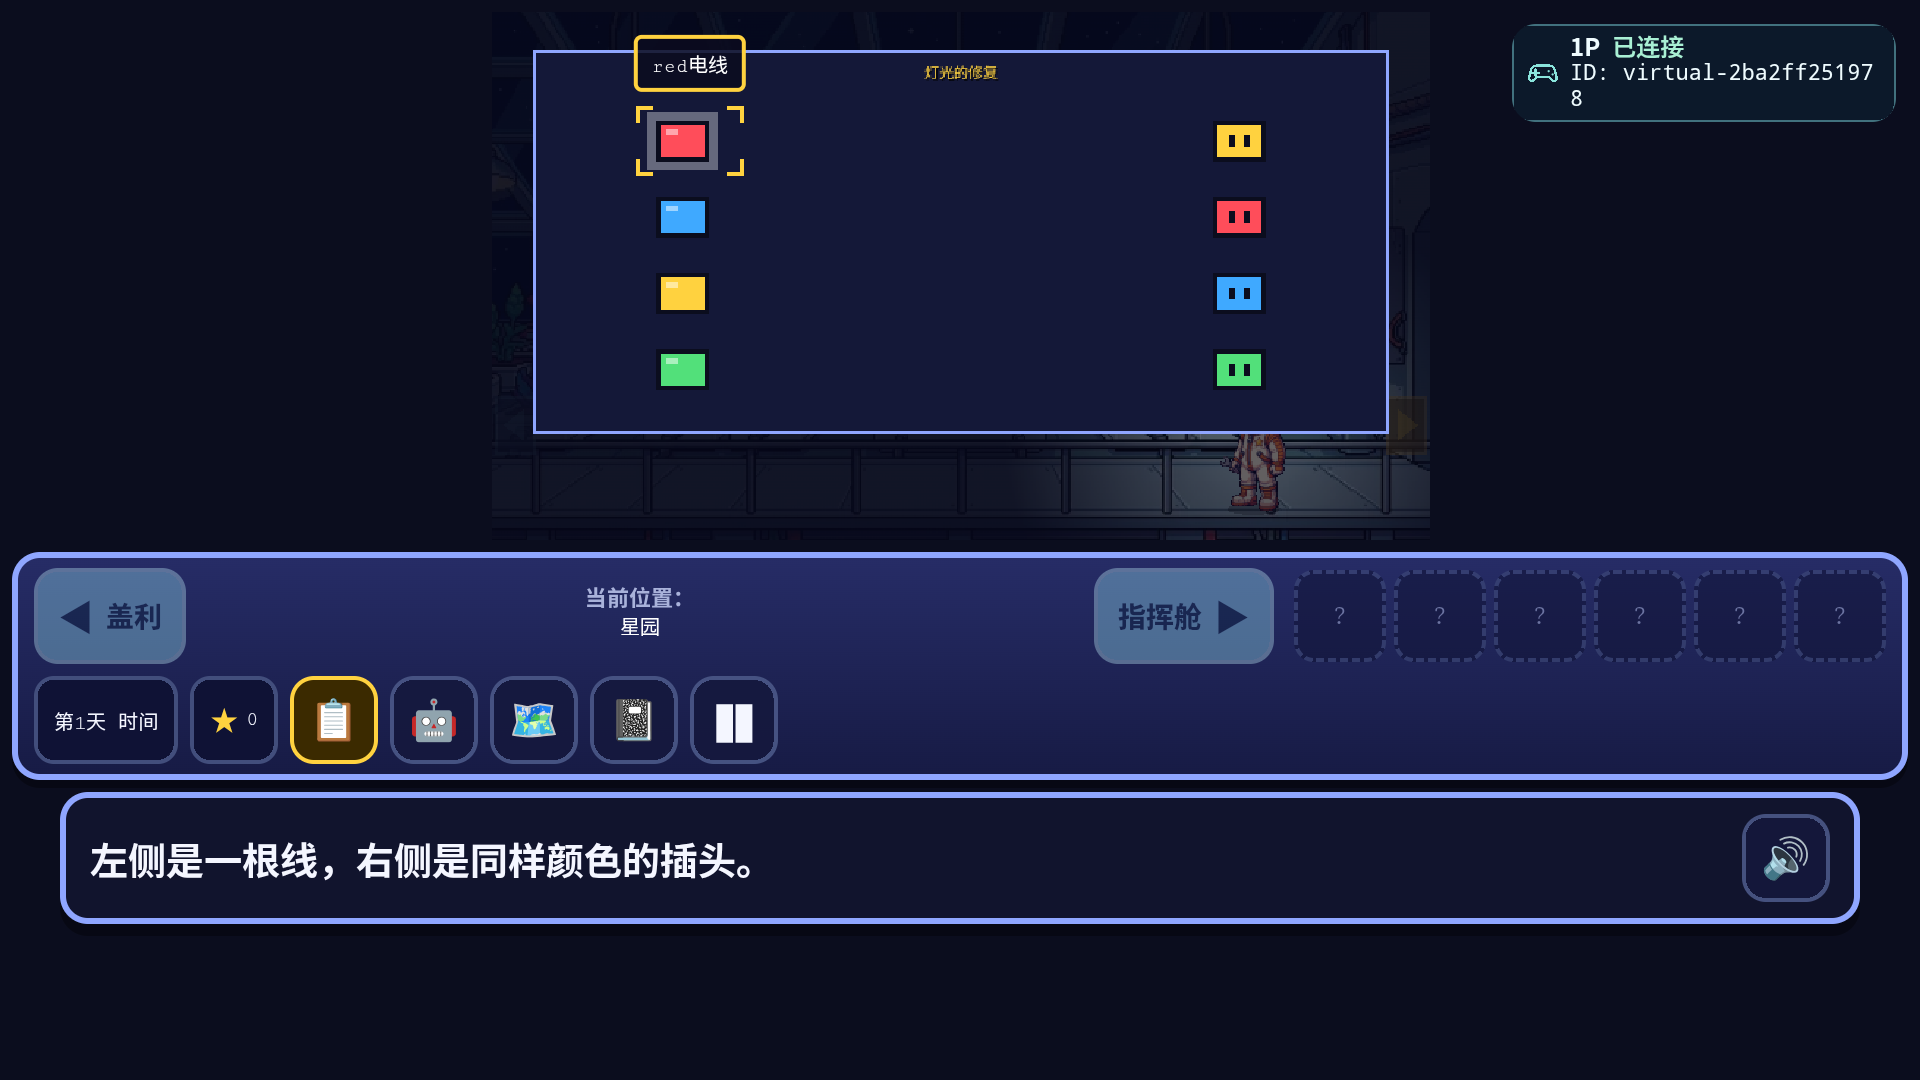 red电线
灯光的修复
1P 已连接
ID: virtual-2ba2ff25197
8
盖利
当前位置：
星园
指挥舱
?
?
?
?
?
?
第1天 时间
0
左侧是一根线，右侧是同样颜色的插头。